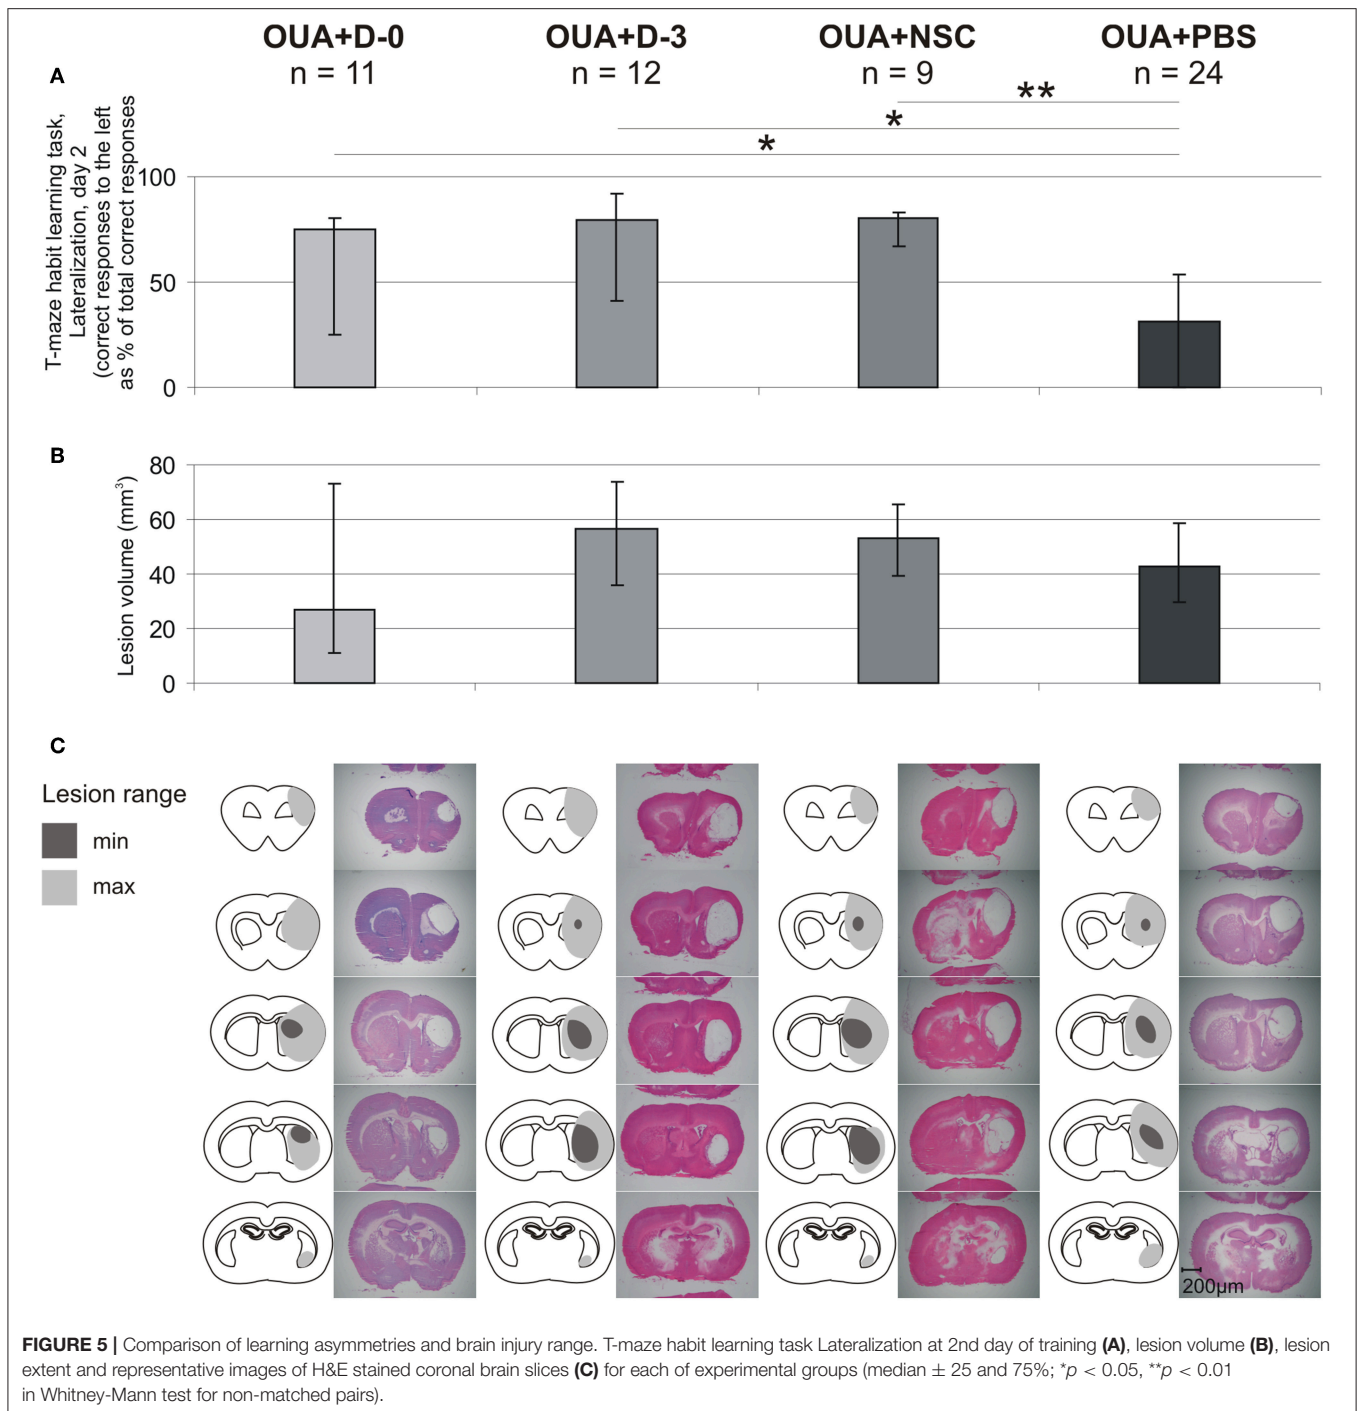 OUA+D-0 OUA+D-3 OUA+NSC OUA+PBS
n = 11 n = 12 n = 9 n = 24
A
**
*
*
T-maze habit learning task,
Lateralization, day 2
(correct responses to the left
as % of total correct responses
100
50
0
B
Lesion volume (mm³)
80
60
40
20
0
C
Lesion range
min
max
200µm
FIGURE 5 | Comparison of learning asymmetries and brain injury range. T-maze habit learning task Lateralization at 2nd day of training (A), lesion volume (B), lesion
extent and representative images of H&E stained coronal brain slices (C) for each of experimental groups (median ± 25 and 75%; *p < 0.05, **p < 0.01
in Whitney-Mann test for non-matched pairs).